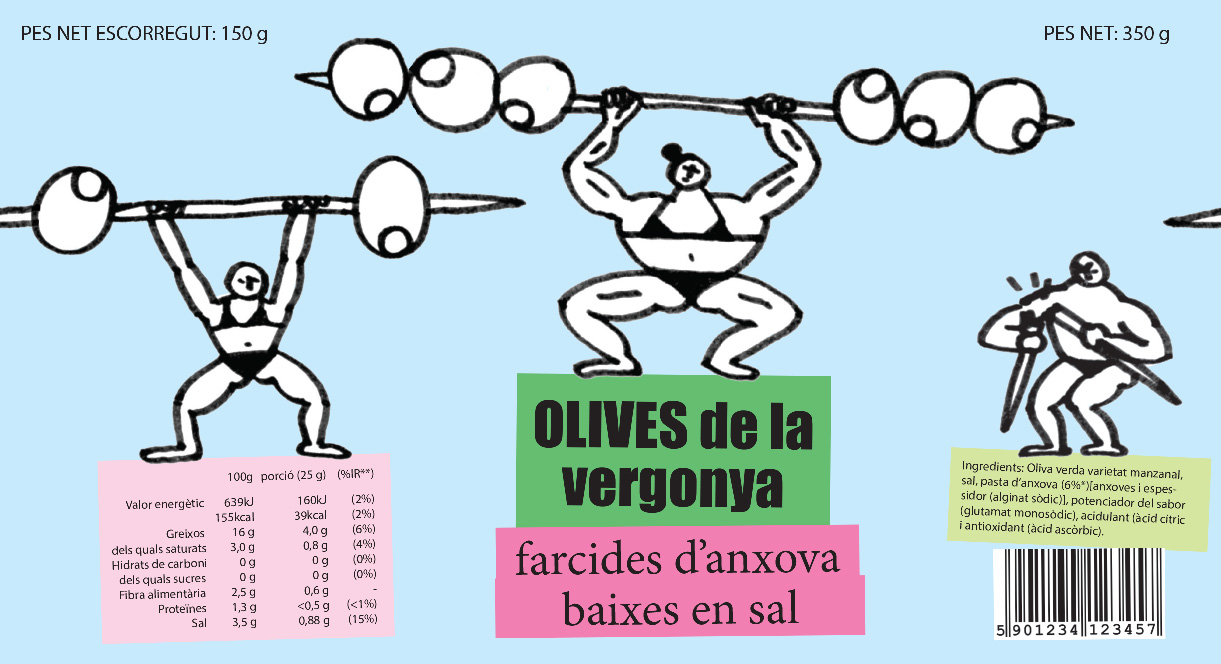 PES NET ESCORREGUT: 150 g
PES NET: 350 g
OLIVES de la
vergonya
farcides d'anxova
baixes en sal
100g porció (25 g) (%IR**)
Valor energètic 639kJ 160kJ (2%)
155kcal 39kcal (2%)
Greixos 16 g 4,0 g (6%)
dels quals saturats 3,0 g 0,8 g (4%)
Hidrats de carboni 0 g 0 g (0%)
dels quals sucres 0 g 0 g (0%)
Fibra alimentària 2,5 g 0,6 g -
Proteïnes 1,3 g <0,5 g (<1%)
Sal 3,5 g 0,88 g (15%)
Ingredients: Oliva verda varietat manzanal,
sal, pasta d'anxova (6%*)[anxoves i espes-
sidor (alginat sòdic)], potenciador del sabor
(glutamat monosòdic), acidulant (àcid cítric
i antioxidant (àcid ascòrbic).
5 901234 123457